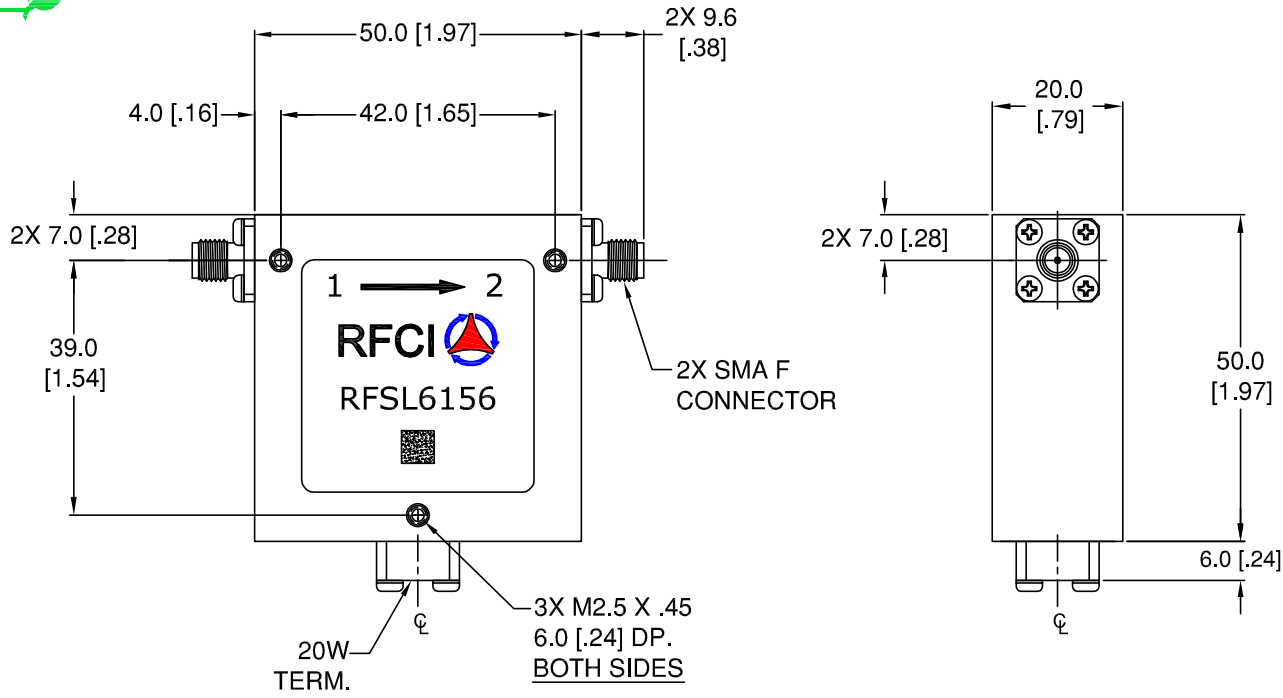 50.0 [1.97]
2X 9.6
[.38]
4.0 [.16]
42.0 [1.65]
2X 7.0 [.28]
39.0
[1.54]
1 2
RFCI
RFSL6156
2X SMA F
CONNECTOR
3X M2.5 X .45
6.0 [.24] DP.
BOTH SIDES
20W
TERM.
℄
20.0
[.79]
2X 7.0 [.28]
50.0
[1.97]
6.0 [.24]
℄